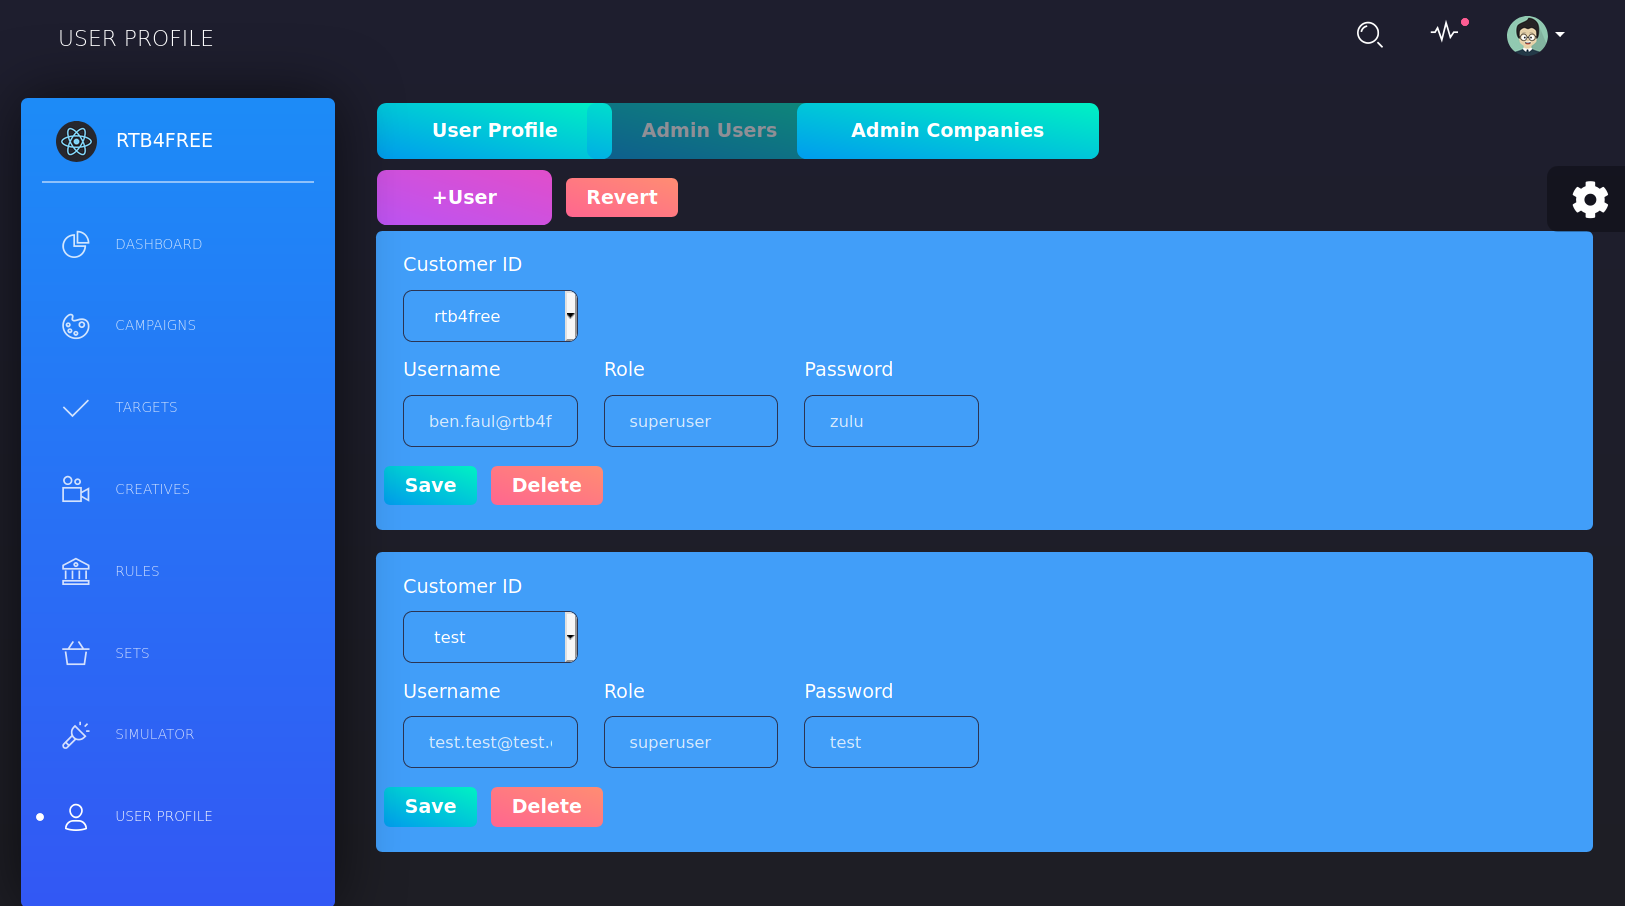 USER PROFILE
RTB4FREE
DASHBOARD
CAMPAIGNS
TARGETS
CREATIVES
RULES
SETS
SIMULATOR
USER PROFILE
User Profile Admin Users Admin Companies
+User Revert
Customer ID
rtb4free
Username Role Password
ben.faul@rtb4f superuser zulu
Save Delete
Customer ID
test
Username Role Password
test.test@test. superuser test
Save Delete